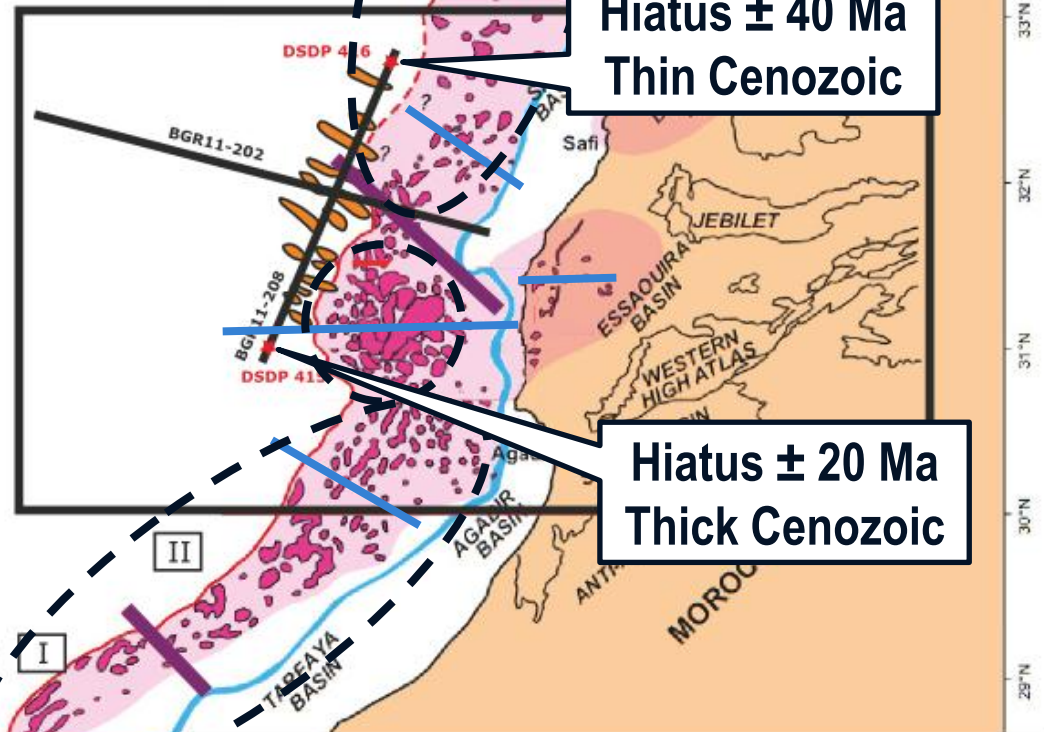 Hiatus ± 40 Ma
Thin Cenozoic
33°N
DSDP 416
?
Safi
BGR11-202
?
32°N
JEBILET
ESSAOUIRA
BASIN
BGR11-208
31°N
WESTERN
HIGH ATLAS
DSDP 415
Hiatus ± 20 Ma
Thick Cenozoic
30°N
AGADIR
BASIN
II
MOROC
I
TARFAYA
BASIN
29°N